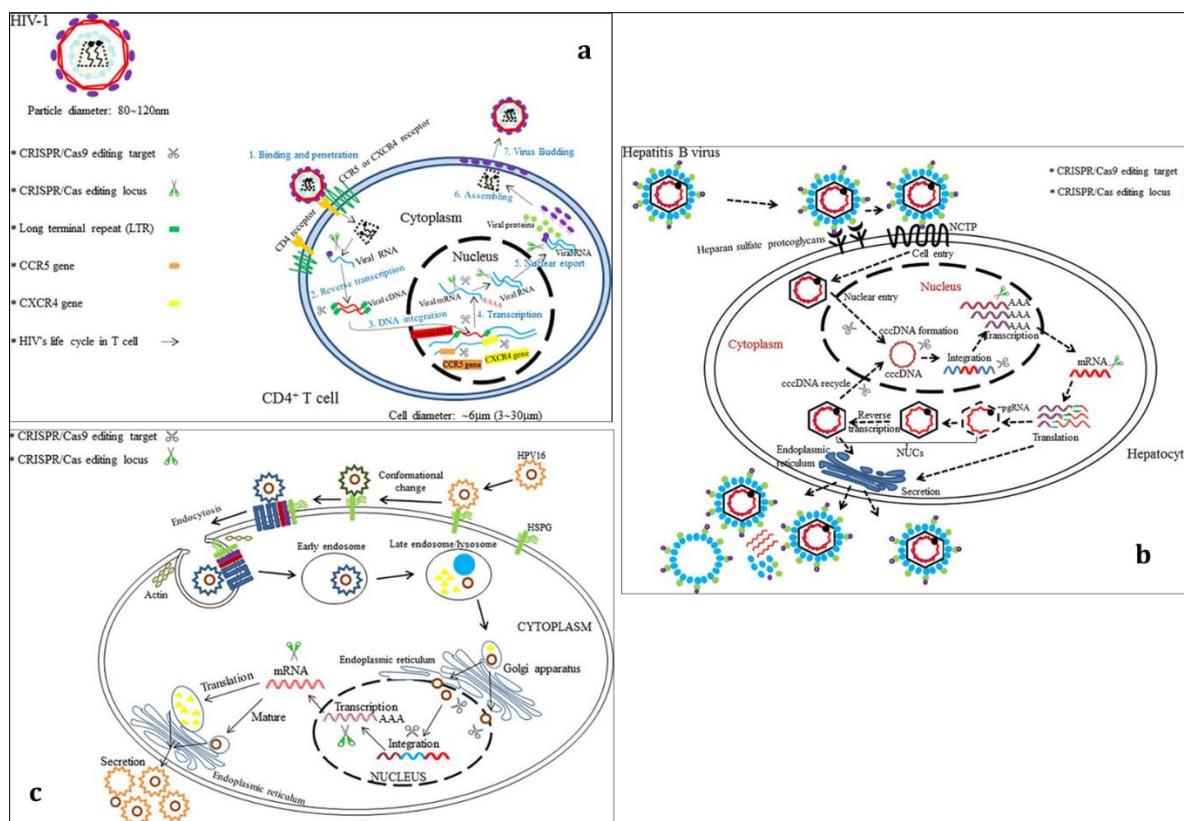 HIV-1
a
Particle diameter: 80~120nm
* CRISPR/Cas9 editing target
* CRISPR/Cas editing locus
* Long terminal repeat (LTR)
* CCR5 gene
* CXCR4 gene
* HIV's life cycle in T cell
1. Binding and penetration
CCR5 or CXCR4 receptor
CD4 receptor
7. Virus Budding
6. Assembling
Cytoplasm
Viral proteins
Viral RNA
Viral RNA
5. Nuclear export
Nucleus
2. Reverse transcription
Viral cDNA
Viral mRNA
AAAA
Viral RNA
3. DNA integration
4. Transcription
CCR5 gene
CXCR4 gene
CD4⁺ T cell
Cell diameter: ~6μm (3~30μm)
Hepatitis B virus
* CRISPR/Cas9 editing target
* CRISPR/Cas editing locus
Heparan sulfate proteoglycans
NCTP
Cell entry
Nucleus
Nuclear entry
AAA
AAA
AAA
Transcription
Cytoplasm
cccDNA formation
cccDNA
Integration
mRNA
cccDNA recycle
+pgRNA
Reverse
transcription
Translation
NUCs
Endoplasmic
reticulum
Secretion
Hepatocyt
b
* CRISPR/Cas9 editing target
* CRISPR/Cas editing locus
HPV16
Conformational
change
Endocytosis
HSPG
Early endosome
Late endosome/lysosome
Actin
CYTOPLASM
Endoplasmic reticulum
Golgi apparatus
mRNA
Translation
Transcription
AAA
Mature
Integration
NUCLEUS
Secretion
Endoplasmic reticulum
c